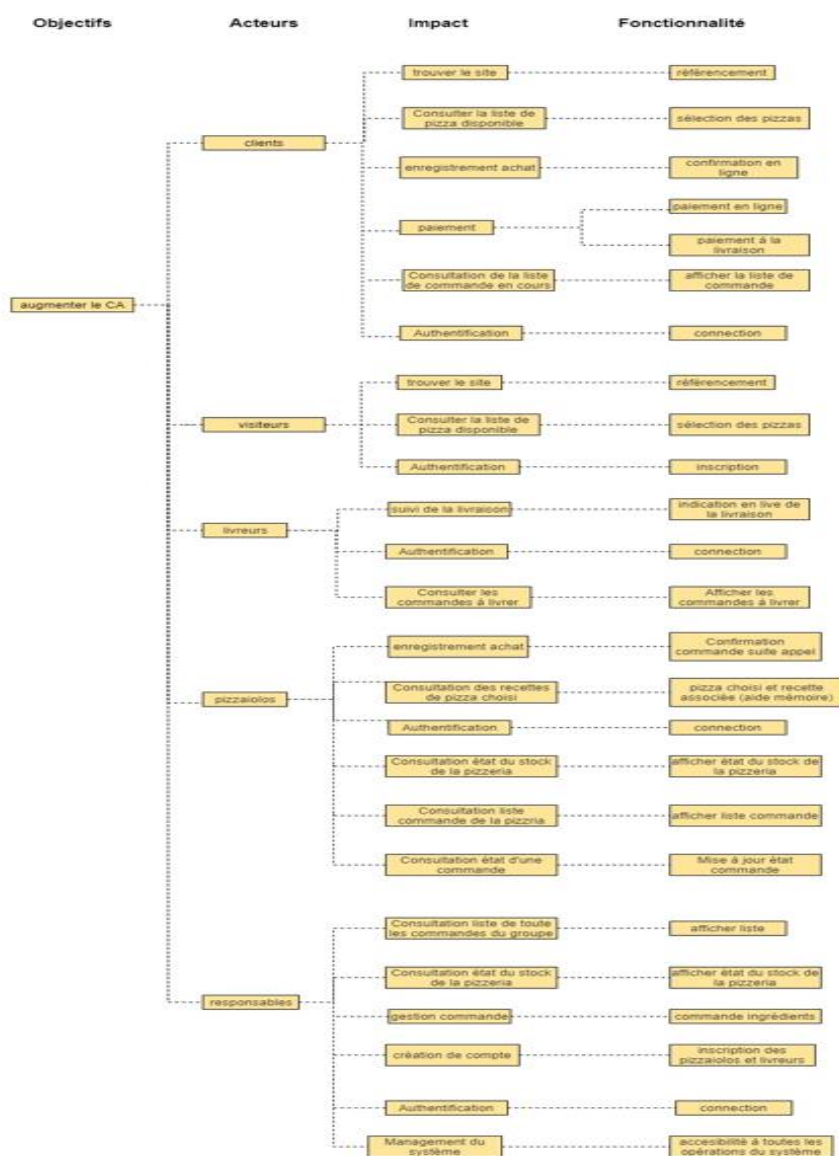 Objectifs Acteurs Impact Fonctionnalité
trouver le site
référencement
Consulter la liste de
pizza disponible
sélection des pizzas
clients
enregistrement achat
confirmation en
ligne
paiement
paiement en ligne
paiement à la
livraison
Consultation de la liste
de commande en cours
afficher la liste de
commande
augmenter le CA
Authentification
connection
trouver le site
référencement
visiteurs
Consulter la liste de
pizza disponible
sélection des pizzas
Authentification
inscription
suivi de la livraison
indication en live de
la livraison
livreurs
Authentification
connection
Consulter les
commandes à livrer
Afficher les
commandes à livrer
enregistrement achat
Confirmation
commande suite appel
pizzaiolos
Consultation des recettes
de pizza choisi
pizza choisi et recette
associée (aide mémoire)
Authentification
connection
Consultation état du stock
de la pizzeria
afficher état du stock de
la pizzeria
Consultation liste
commande de la pizzria
afficher liste commande
Consultation état d'une
commande
Mise à jour état
commande
Consultation liste de toute
les commandes du groupe
afficher liste
Consultation état du stock
de la pizzeria
afficher état du stock de
la pizzeria
responsables
gestion commande
commande ingrédients
création de compte
inscription des
pizzaiolos et livreurs
Authentification
connection
Management du
système
accesibilité à toutes les
opérations du système